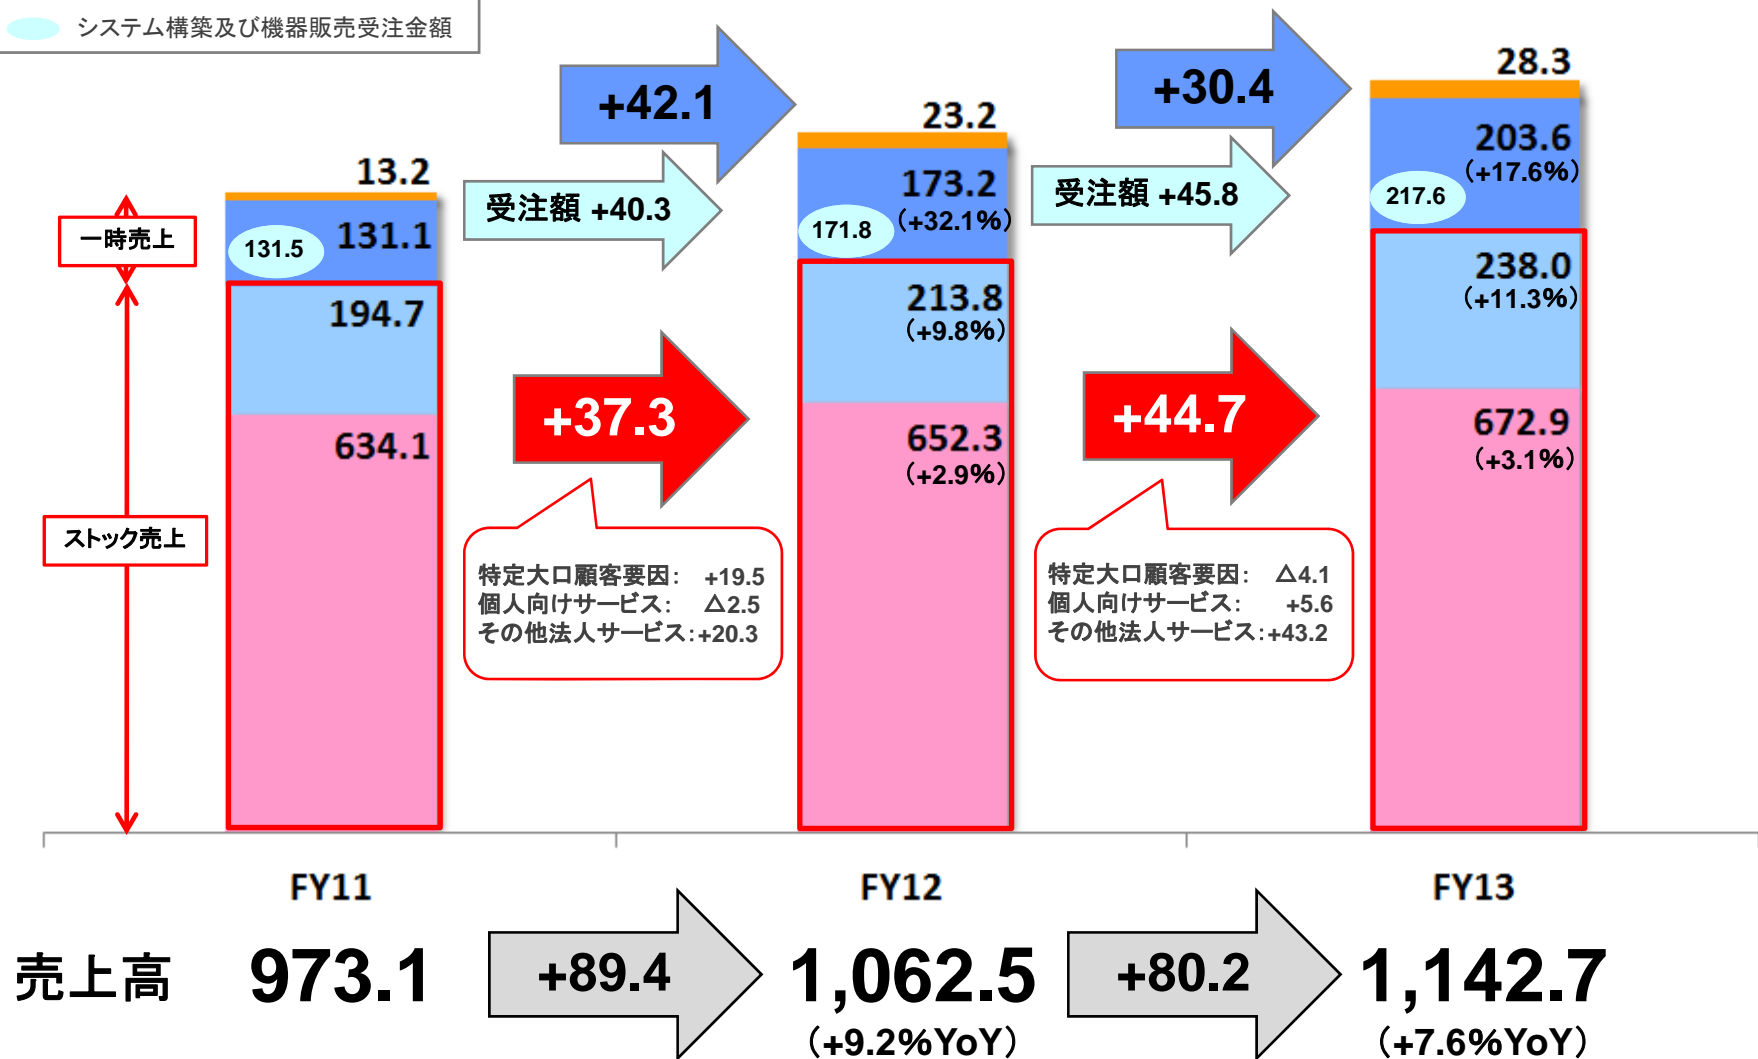 システム構築及び機器販売受注金額
+42.1
+30.4
28.3
23.2
203.6
(+17.6%)
13.2
受注額 +40.3
173.2
(+32.1%)
受注額 +45.8
217.6
一時売上
131.5
131.1
171.8
194.7
213.8
(+9.8%)
238.0
(+11.3%)
+37.3
+44.7
634.1
652.3
(+2.9%)
672.9
(+3.1%)
ストック売上
特定大口顧客要因: +19.5
個人向けサービス: △2.5
その他法人サービス:+20.3
特定大口顧客要因: △4.1
個人向けサービス: +5.6
その他法人サービス:+43.2
FY11
FY12
FY13
売上高 973.1 +89.4 1,062.5 +80.2 1,142.7
(+9.2%YoY)
(+7.6%YoY)